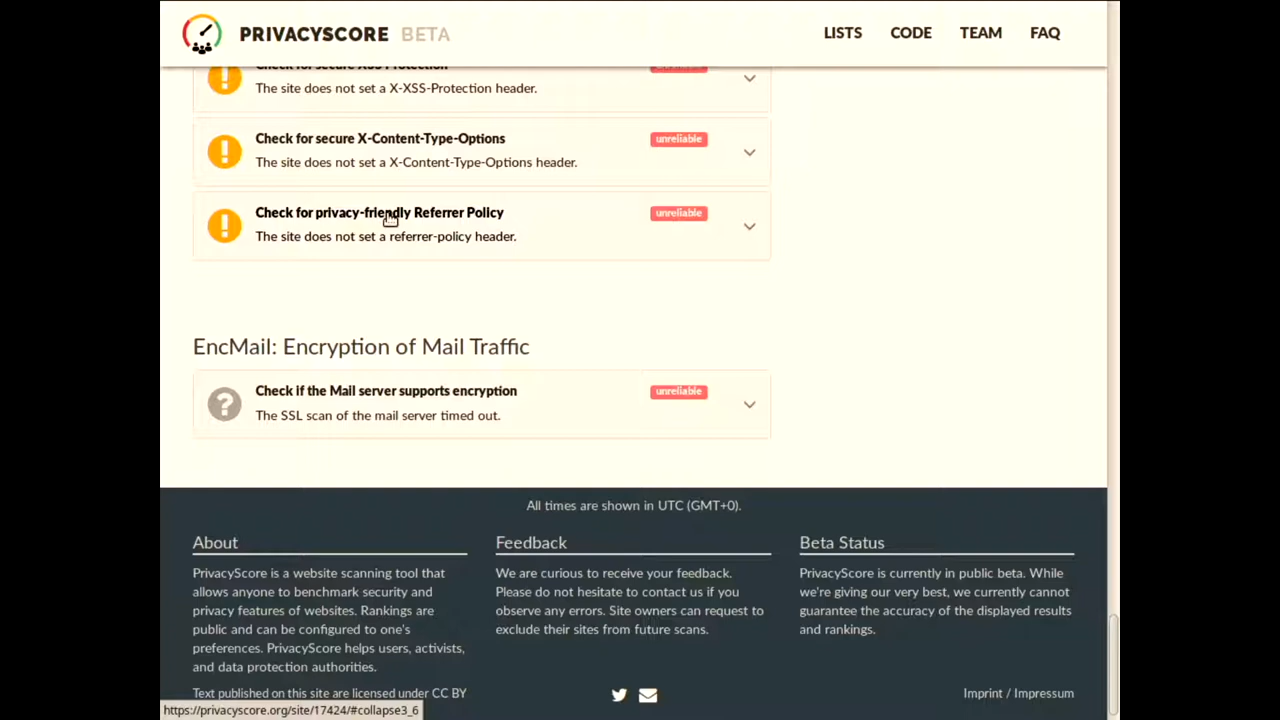 PRIVACYSCORE BETA
LISTS CODE TEAM FAQ
Check for secure XSS Protection
The site does not set a X-XSS-Protection header.
Check for secure X-Content-Type-Options
unreliable
The site does not set a X-Content-Type-Options header.
Check for privacy-friendly Referrer Policy
unreliable
The site does not set a referrer-policy header.
EncMail: Encryption of Mail Traffic
Check if the Mail server supports encryption
unreliable
The SSL scan of the mail server timed out.
All times are shown in UTC (GMT+0).
About
PrivacyScore is a website scanning tool that
allows anyone to benchmark security and
privacy features of websites. Rankings are
public and can be configured to one's
preferences. PrivacyScore helps users, activists,
and data protection authorities.
Text published on this site are licensed under CC BY
Feedback
We are curious to receive your feedback.
Please do not hesitate to contact us if you
observe any errors. Site owners can request to
exclude their sites from future scans.
Beta Status
PrivacyScore is currently in public beta. While
we're giving our very best, we currently cannot
guarantee the accuracy of the displayed results
and rankings.
Imprint / Impressum
https://privacyscore.org/site/17424/#collapse3_6